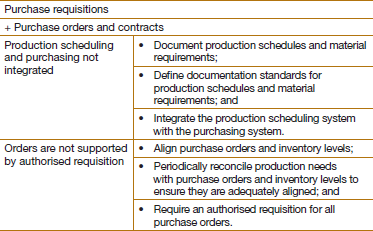 Purchase requisitions
+ Purchase orders and contracts
Production scheduling
and purchasing not
integrated
• Document production schedules and material
requirements;
• Define documentation standards for
production schedules and material
requirements; and
• Integrate the production scheduling system
with the purchasing system.
Orders are not supported
by authorised requisition
• Align purchase orders and inventory levels;
• Periodically reconcile production needs
with purchase orders and inventory levels to
ensure they are adequately aligned; and
• Require an authorised requisition for all
purchase orders.